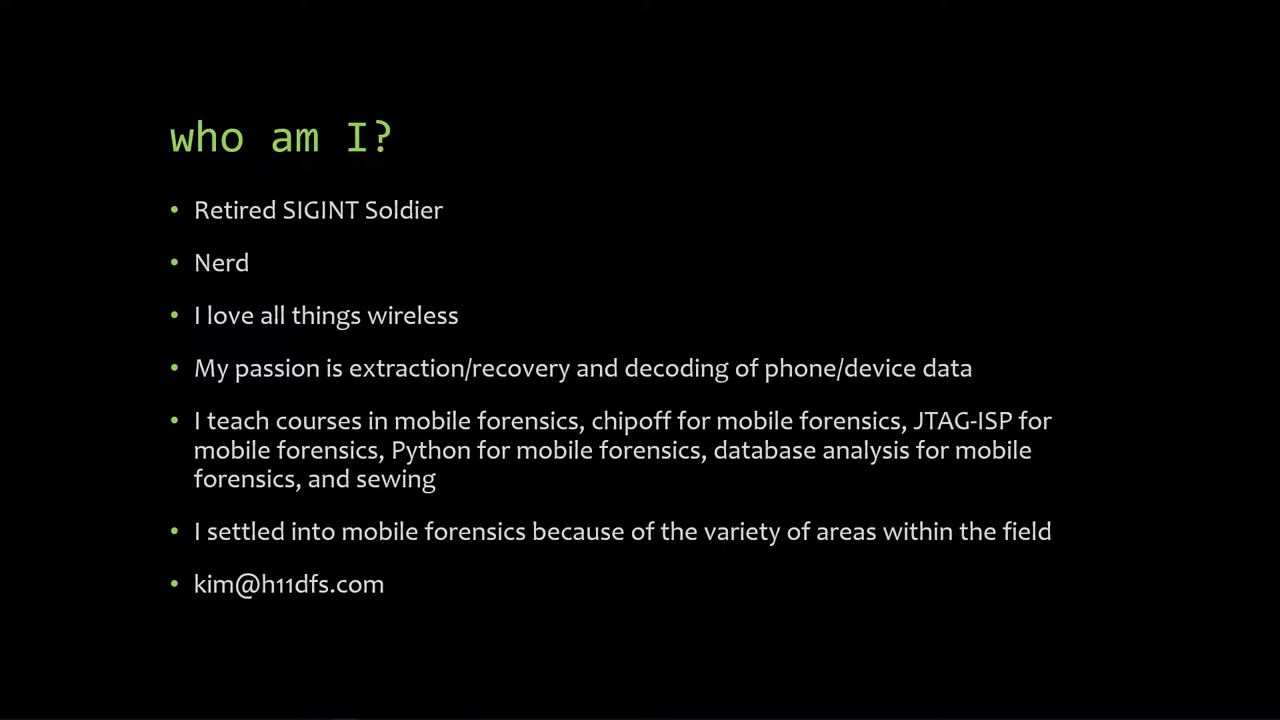 who am I?
• Retired SIGINT Soldier
• Nerd
• I love all things wireless
• My passion is extraction/recovery and decoding of phone/device data
• I teach courses in mobile forensics, chipoff for mobile forensics, JTAG-ISP for
mobile forensics, Python for mobile forensics, database analysis for mobile
forensics, and sewing
• I settled into mobile forensics because of the variety of areas within the field
• kim@h11dfs.com